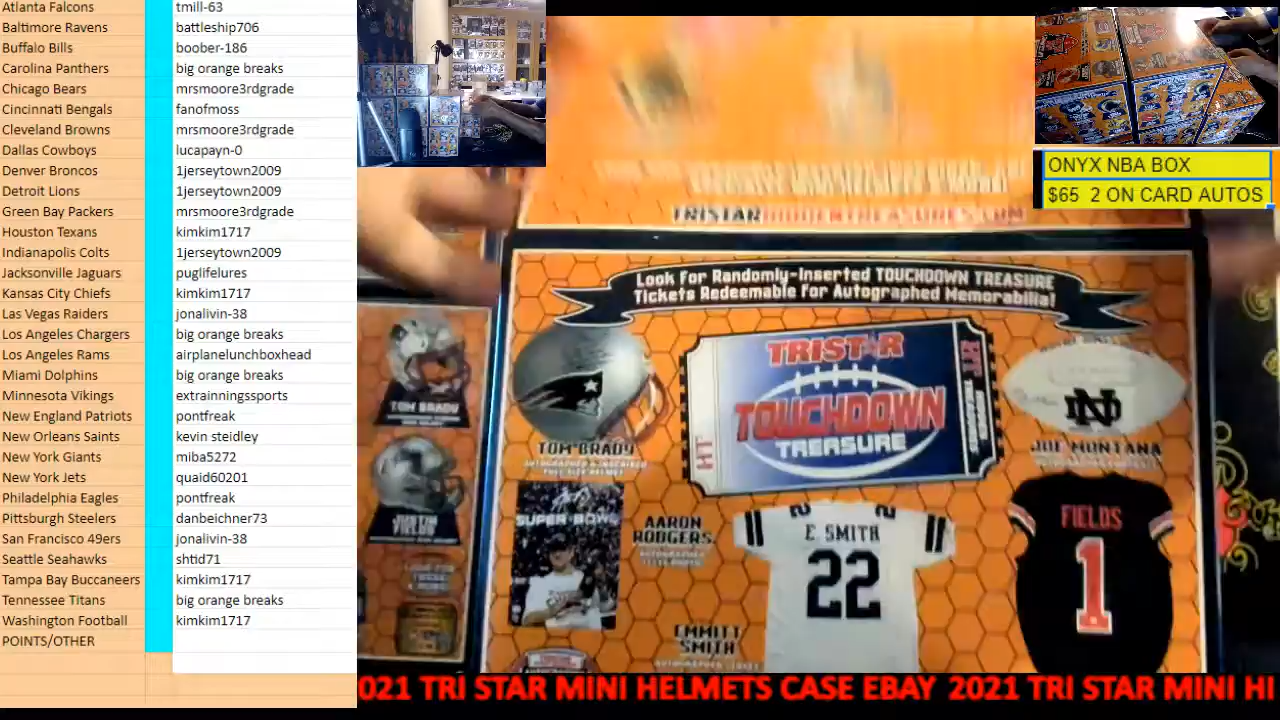 Atlanta Falcons tmill-63
Baltimore Ravens battleship706
Buffalo Bills boober-186
Carolina Panthers big orange breaks
Chicago Bears mrsmoore3rdgrade
Cincinnati Bengals fanofmoss
Cleveland Browns mrsmoore3rdgrade
Dallas Cowboys lucapayn-0
Denver Broncos 1jerseytown2009
Detroit Lions 1jerseytown2009
Green Bay Packers mrsmoore3rdgrade
Houston Texans kimkim1717
Indianapolis Colts 1jerseytown2009
Jacksonville Jaguars puglifelures
Kansas City Chiefs kimkim1717
Las Vegas Raiders jonalivin-38
Los Angeles Chargers big orange breaks
Los Angeles Rams airplanelunchboxhead
Miami Dolphins big orange breaks
Minnesota Vikings extrainningssports
New England Patriots pontfreak
New Orleans Saints kevin steidley
New York Giants miba5272
New York Jets quaid60201
Philadelphia Eagles pontfreak
Pittsburgh Steelers danbeichner73
San Francisco 49ers jonalivin-38
Seattle Seahawks shtid71
Tampa Bay Buccaneers kimkim1717
Tennessee Titans big orange breaks
Washington Football kimkim1717
POINTS/OTHER
ONYX NBA BOX
$65 2 ON CARD AUTOS
TRISTARHIDDENTREASURES.COM
Look For Randomly-Inserted TOUCHDOWN TREASURE
Tickets Redeemable For Autographed Memorabilia!
TRISTAR
TOUCHDOWN
TREASURE
HIT
TOM BRADY
ND
JOE MONTANA
TOM BRADY
SUPER BOWL
AARON
RODGERS
E. SMITH
22
FIELDS
1
EMMITT
SMITH
021 TRI STAR MINI HELMETS CASE EBAY 2021 TRI STAR MINI HI